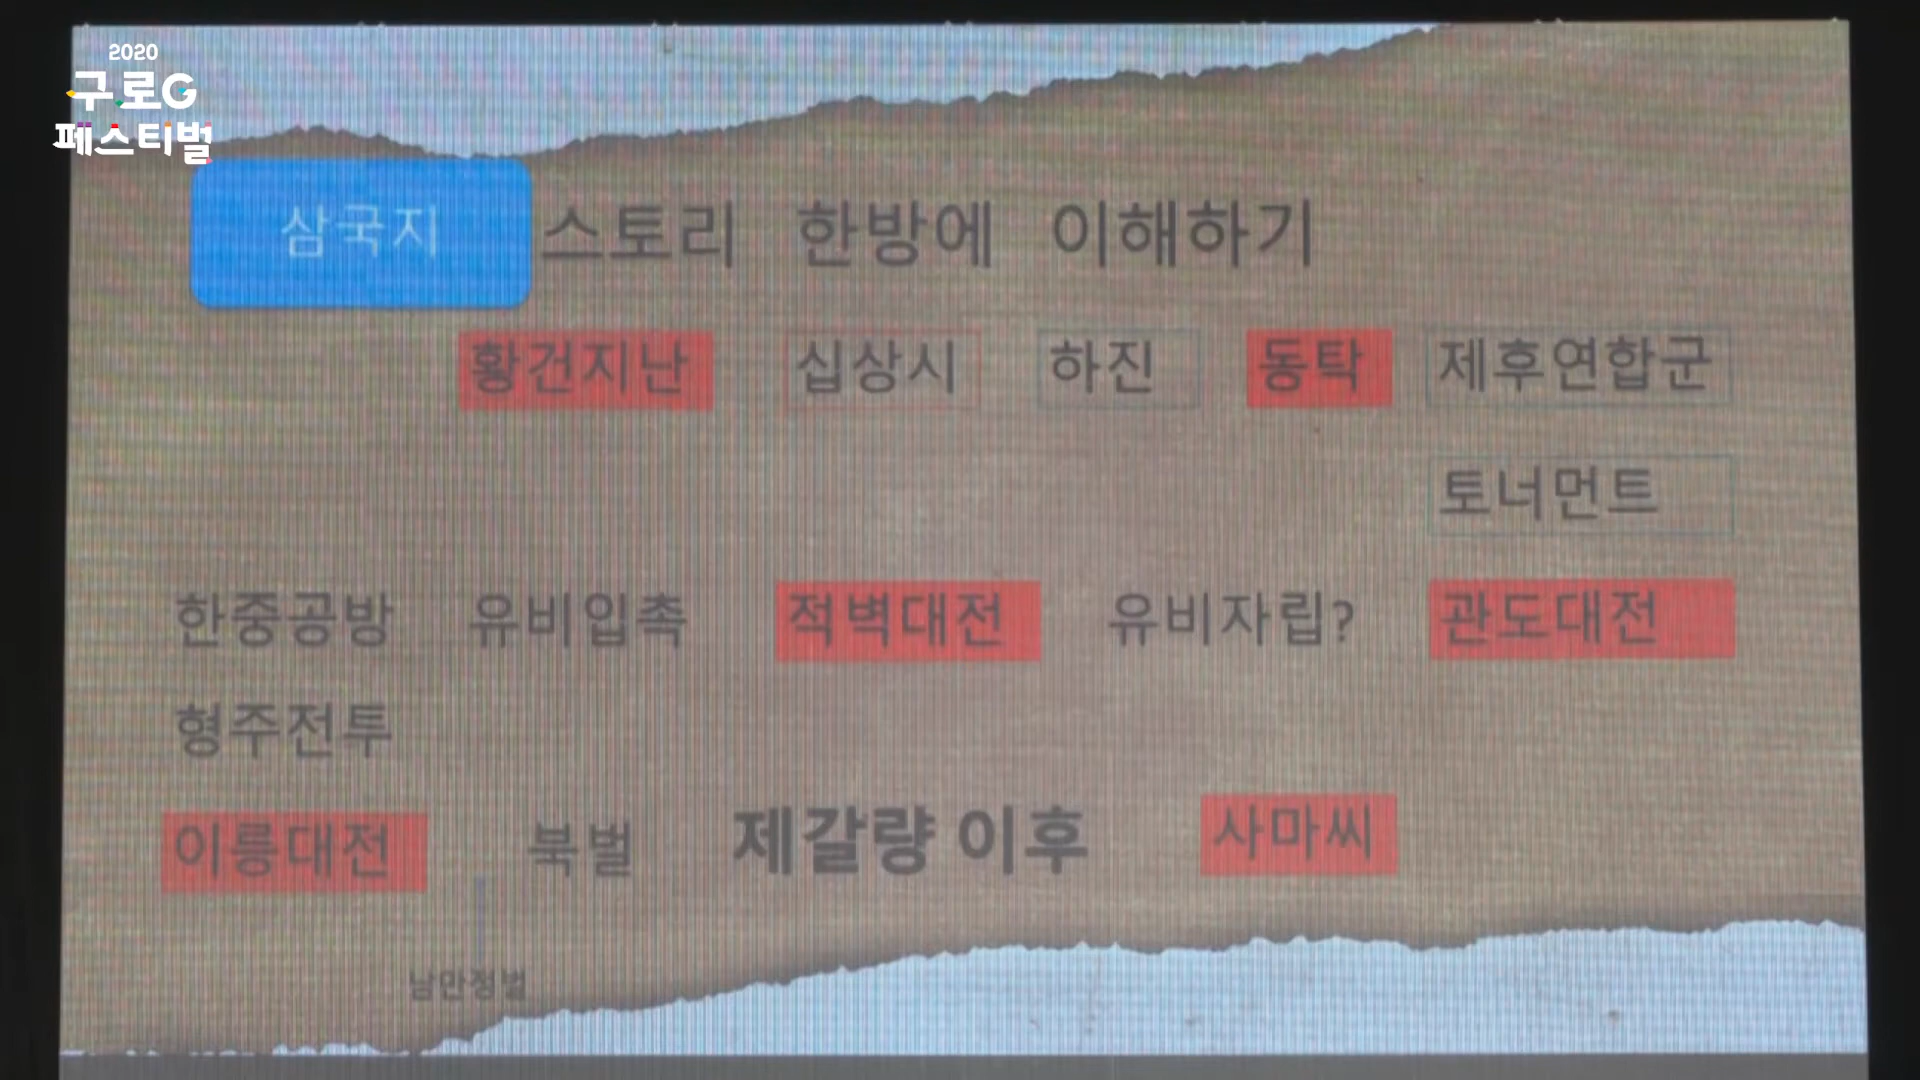 2020
구로G
페스티벌
삼국지 스토리 한방에 이해하기
황건지난 십상시 하진 동탁 제후연합군
토너먼트
한중공방 유비입촉 적벽대전 유비자립? 관도대전
형주전투
이릉대전 북벌 제갈량 이후 사마씨
남만정벌